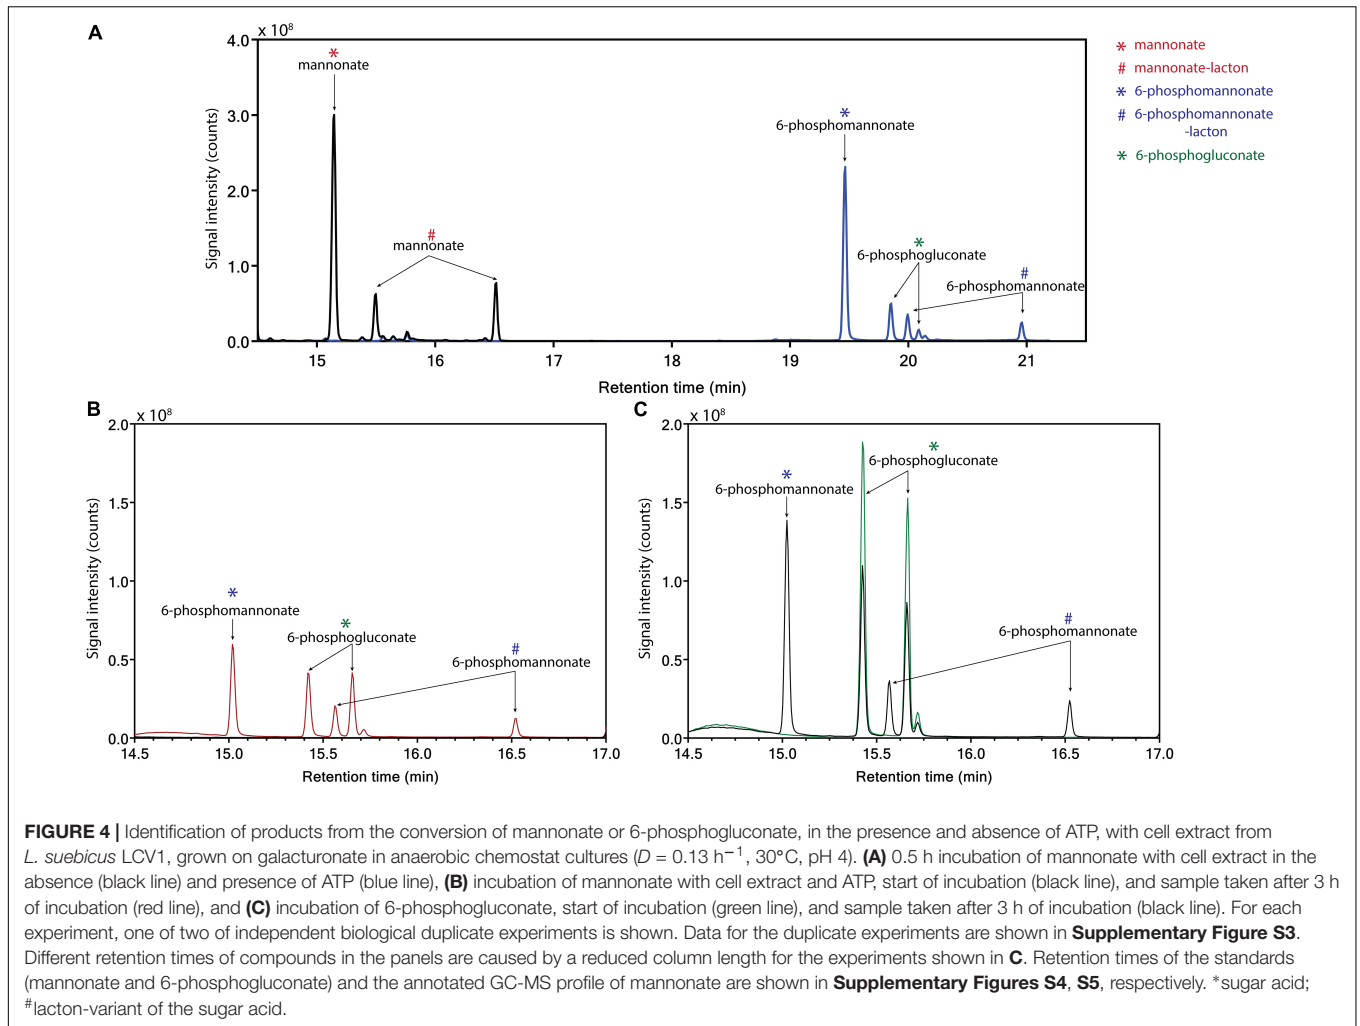 A
x 10⁸
4.0
3.0
2.0
1.0
0.0
Signal intensity (counts)
*
mannonate
#
mannonate
*
6-phosphomannonate
*
6-phosphogluconate
#
6-phosphomannonate
15 16 17 18 19 20 21
Retention time (min)
* mannonate
# mannonate-lacton
* 6-phosphomannonate
# 6-phosphomannonate
-lacton
* 6-phosphogluconate
B
x 10⁸
2.0
1.5
1.0
0.5
0.0
Signal intensity (counts)
*
6-phosphomannonate
*
6-phosphogluconate
#
6-phosphomannonate
14.5 15.0 15.5 16.0 16.5 17.0
Retention time (min)
C
x 10⁸
2.0
1.5
1.0
0.5
0.0
Signal intensity (counts)
*
6-phosphomannonate
*
6-phosphogluconate
#
6-phosphomannonate
14.5 15.0 15.5 16.0 16.5 17.0
Retention time (min)
FIGURE 4 | Identification of products from the conversion of mannonate or 6-phosphogluconate, in the presence and absence of ATP, with cell extract from
L. suebicus LCV1, grown on galacturonate in anaerobic chemostat cultures (D = 0.13 h⁻¹, 30°C, pH 4). (A) 0.5 h incubation of mannonate with cell extract in the
absence (black line) and presence of ATP (blue line), (B) incubation of mannonate with cell extract and ATP, start of incubation (black line), and sample taken after 3 h
of incubation (red line), and (C) incubation of 6-phosphogluconate, start of incubation (green line), and sample taken after 3 h of incubation (black line). For each
experiment, one of two of independent biological duplicate experiments is shown. Data for the duplicate experiments are shown in Supplementary Figure S3.
Different retention times of compounds in the panels are caused by a reduced column length for the experiments shown in C. Retention times of the standards
(mannonate and 6-phosphogluconate) and the annotated GC-MS profile of mannonate are shown in Supplementary Figures S4, S5, respectively. *sugar acid;
#lacton-variant of the sugar acid.